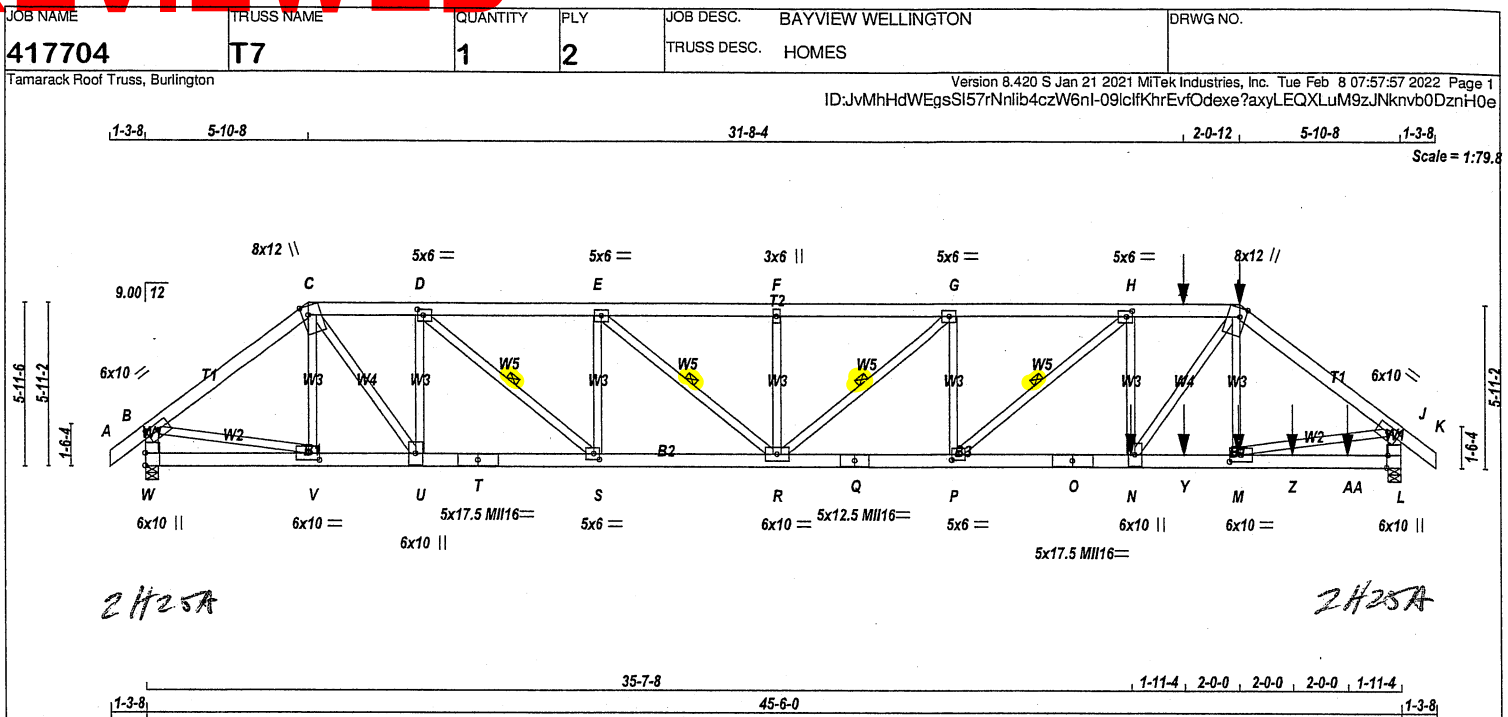 REVIEWED
JOB NAME TRUSS NAME QUANTITY PLY JOB DESC. BAYVIEW WELLINGTON DRWG NO.
417704 T7 1 2 TRUSS DESC. HOMES
Tamarack Roof Truss, Burlington Version 8.420 S Jan 21 2021 MiTek Industries, Inc. Tue Feb 8 07:57:57 2022 Page 1
1-3-8 5-10-8 31-8-4 2-0-12 5-10-8 1-3-8
Scale = 1:79.8
8x12 \\ 5x6 = 5x6 = 3x6 || 5x6 = 5x6 = 8x12 //
C D E F G H
9.00 12 T2
5-11-6 5-11-2 5-11-2
6x10 // T1 W3 W4 W3 W5 W3 W5 W3 W5 W3 W5 W3 W4 W3 T1 6x10 \\
A B J K
1-6-4 W1 W2 B1 B2 B3 W2 W1 1-6-4
W V U T S R Q P O N Y M Z AA L
6x10 || 6x10 = 6x10 || 5x17.5 MII16= 5x6 = 6x10 = 5x12.5 MII16= 5x6 = 5x17.5 MII16= 6x10 || 6x10 = 6x10 ||
2 H25A 2 H25A
35-7-8 1-11-4 2-0-0 2-0-0 2-0-0 1-11-4
1-3-8 45-6-0 1-3-8